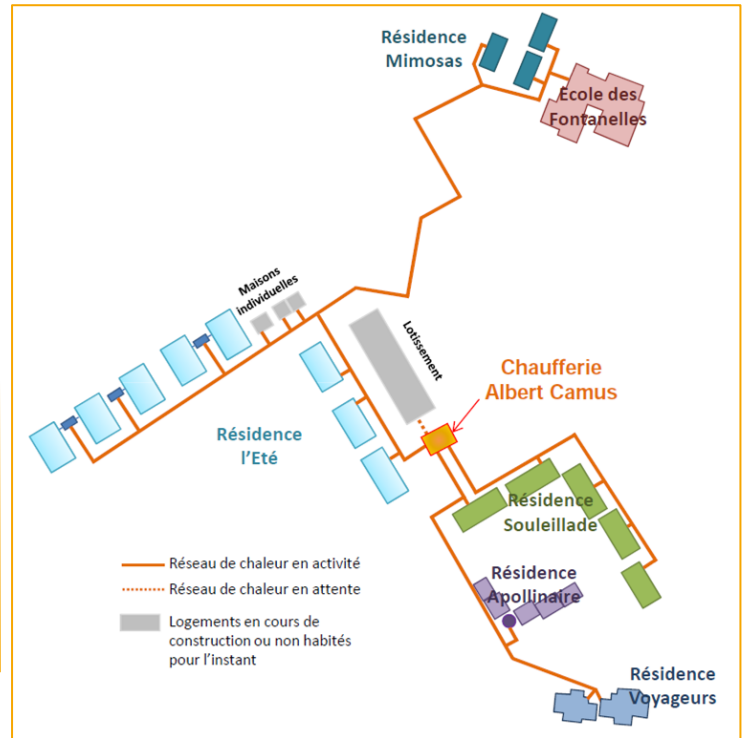 Résidence
Mimosas
École des
Fontanelles
Maisons
individuelles
Lotissement
Chaufferie
Albert Camus
Résidence
l'Eté
Résidence
Souleillade
Réseau de chaleur en activité
Réseau de chaleur en attente
Logements en cours de
construction ou non habités
pour l'instant
Résidence
Apollinaire
Résidence
Voyageurs